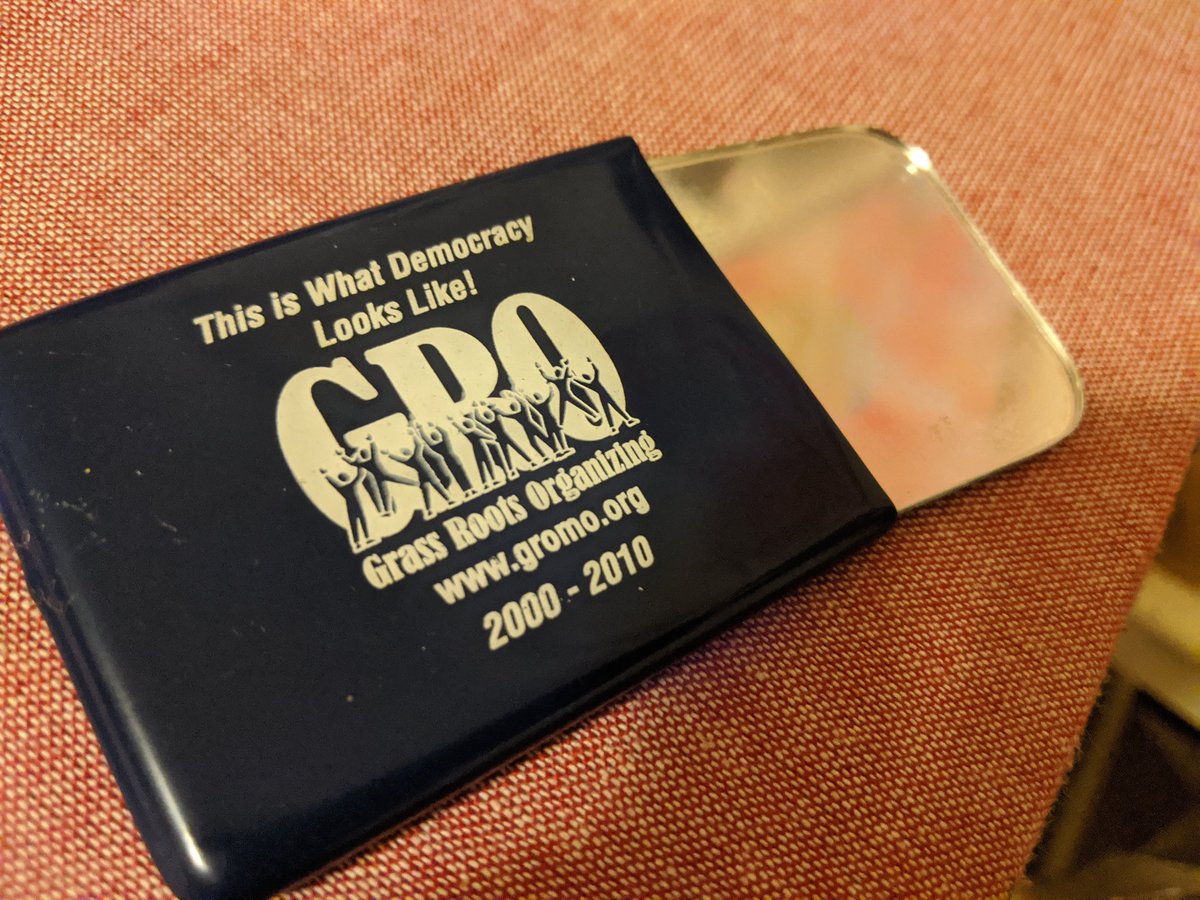 This is What Democracy
Looks Like!
GRO
Grass Roots Organizing
www.gromo.org
2000 - 2010